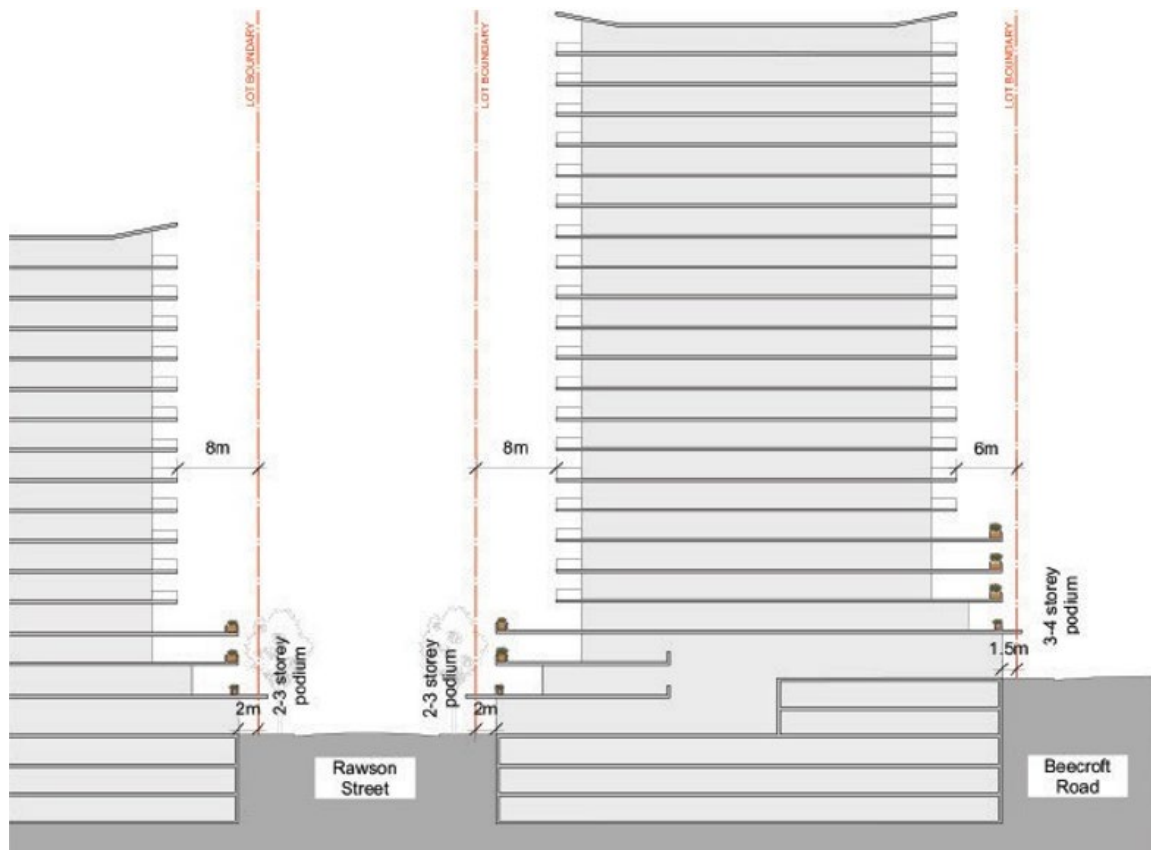 LOT BOUNDARY
LOT BOUNDARY
LOT BOUNDARY
8m
8m
6m
2-3 storey
podium
2-3 storey
podium
3-4 storey
podium
1.5m
2m
2m
Rawson
Street
Beecroft
Road